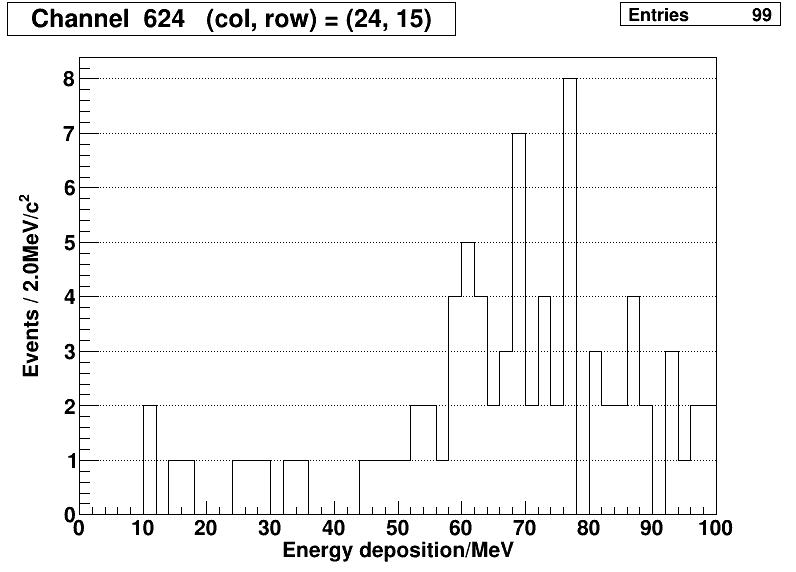 Channel 624 (col, row) = (24, 15)
Entries 99
Events / 2.0MeV/c²
8
7
6
5
4
3
2
1
0
0 10 20 30 40 50 60 70 80 90 100
Energy deposition/MeV